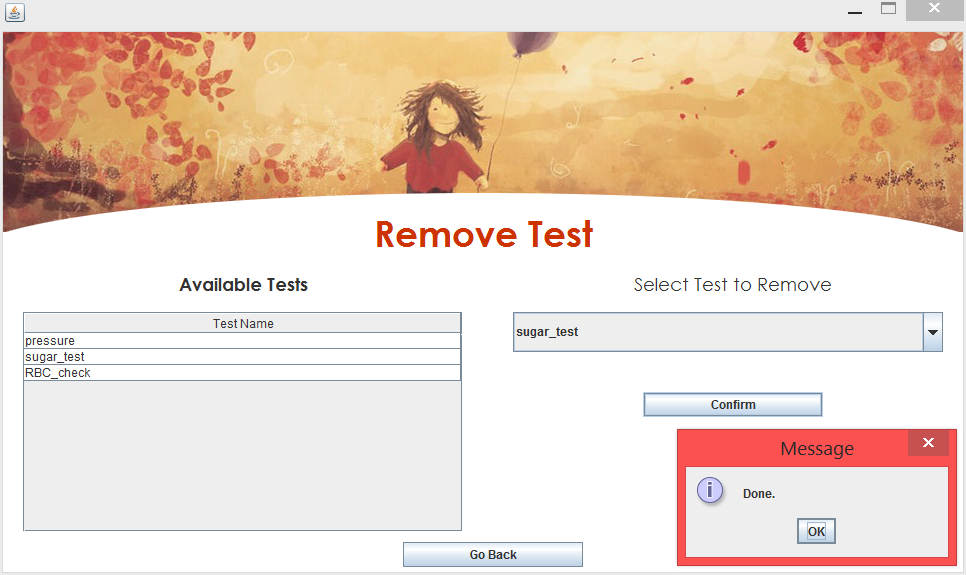 Remove Test
Available Tests
Test Name
pressure
sugar_test
RBC_check
Select Test to Remove
sugar_test
Confirm
Message
i
Done.
OK
Go Back